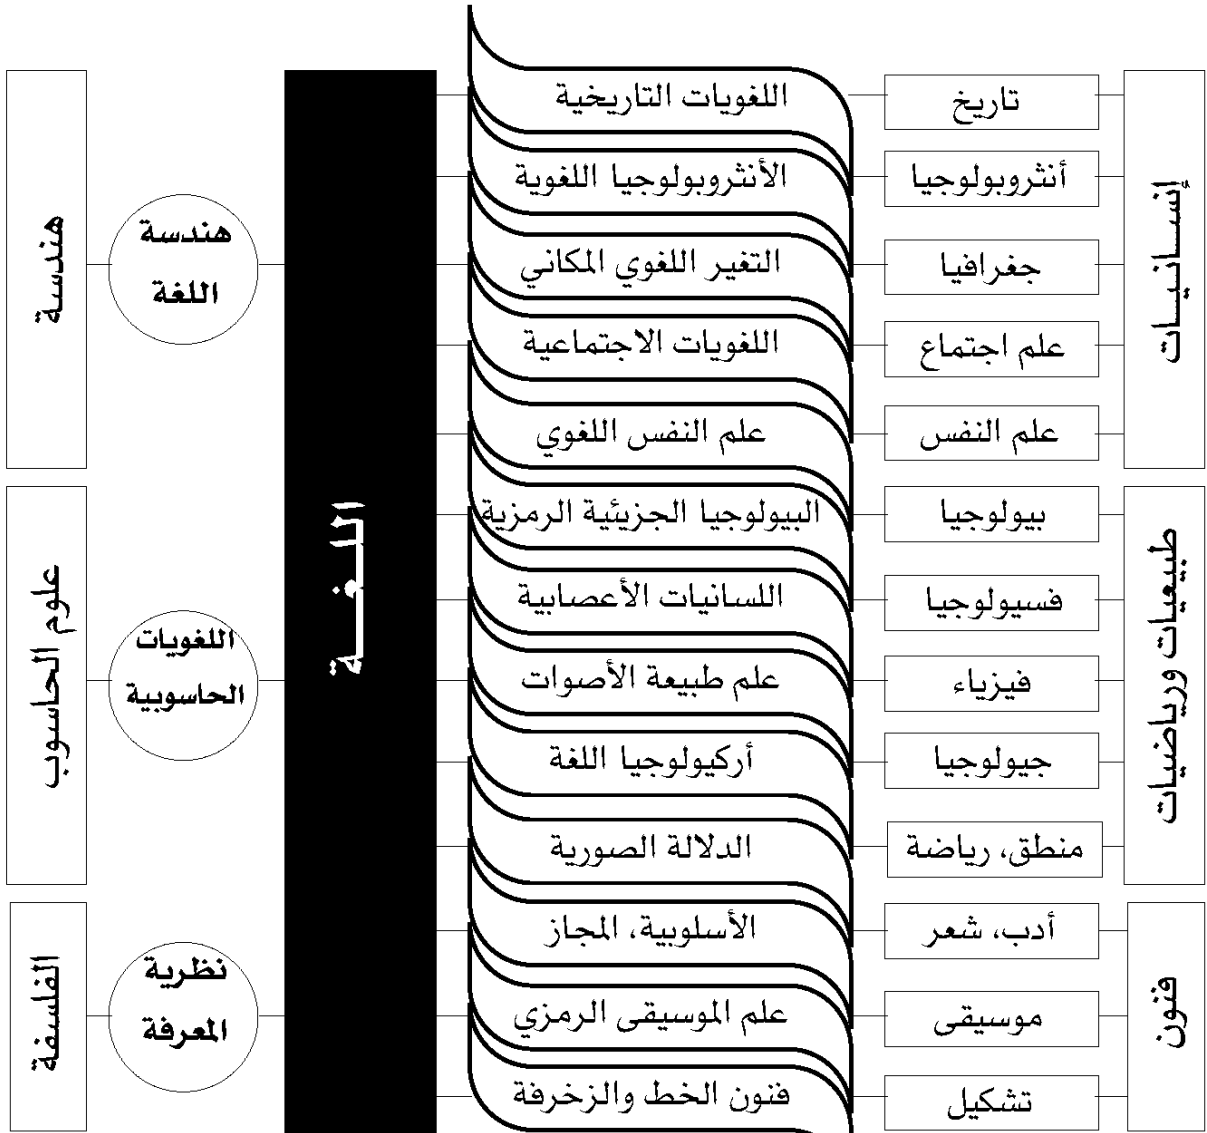 إنسانيات
تاريخ
اللغويات التاريخية
أنثروبولوجيا
الأنثروبولوجيا اللغوية
جغرافيا
التغير اللغوي المكاني
علم اجتماع
اللغويات الاجتماعية
علم النفس
علم النفس اللغوي
طبيعيات ورياضيات
بيولوجيا
البيولوجيا الجزيئية الرمزية
فسيولوجيا
اللسانيات الأعصابية
فيزياء
علم طبيعة الأصوات
جيولوجيا
أركيولوجيا اللغة
منطق، رياضة
الدلالة الصورية
فنون
أدب، شعر
الأسلوبية، المجاز
موسيقى
علم الموسيقى الرمزي
تشكيل
فنون الخط والزخرفة
اللغــة
هندسة
اللغة
هندسة
اللغويات
الحاسوبية
علوم الحاسوب
نظرية
المعرفة
الفلسفة